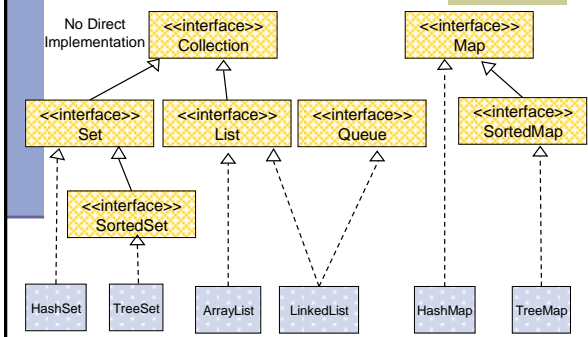 No Direct
Implementation
<<interface>>
Collection
<<interface>>
Map
<<interface>>
Set
<<interface>>
List
<<interface>>
Queue
<<interface>>
SortedMap
<<interface>>
SortedSet
HashSet
TreeSet
ArrayList
LinkedList
HashMap
TreeMap